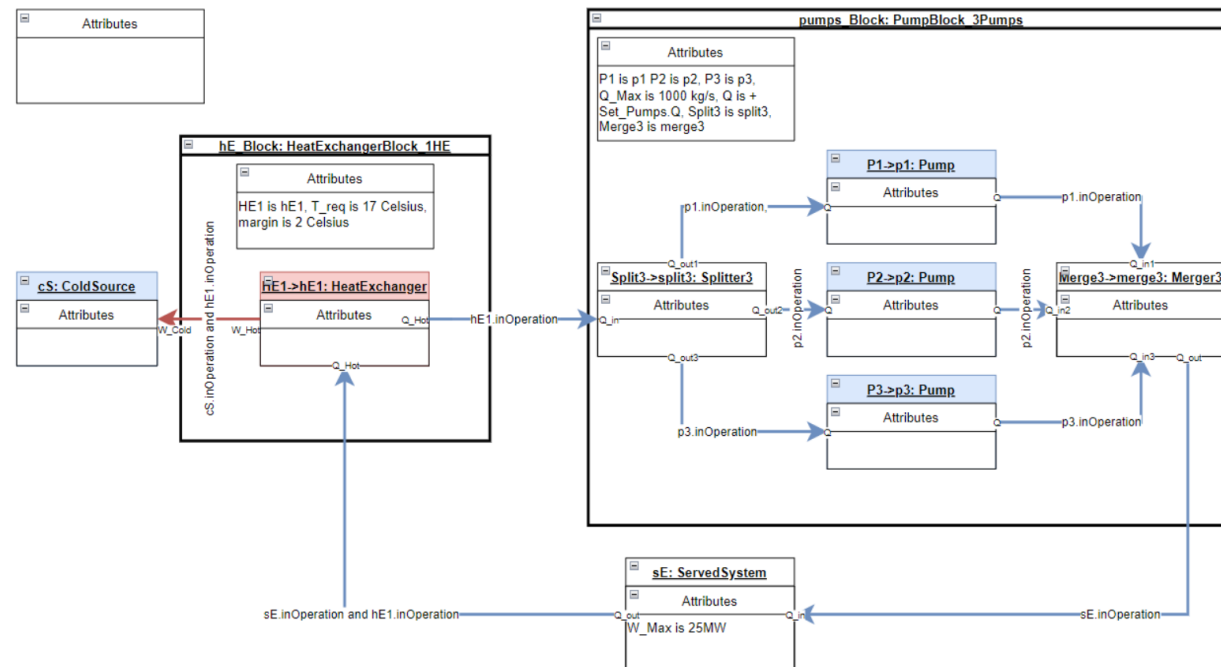 Attributes
pumps_Block: PumpBlock_3Pumps
Attributes
P1 is p1 P2 is p2, P3 is p3,
Q_Max is 1000 kg/s, Q is +
Set_Pumps.Q, Split3 is split3,
Merge3 is merge3
hE_Block: HeatExchangerBlock_1HE
Attributes
HE1 is hE1, T_req is 17 Celsius,
margin is 2 Celsius
cS.inOperation and hE1.inOperation
cS: ColdSource
Attributes
W_Cold
W_Hot
HE1->hE1: HeatExchanger
Attributes
Q_Hot
Q_Hot
hE1.inOperation
Q_in
Split3->split3: Splitter3
Attributes
Q_out1
Q_out2
Q_out3
p1.inOperation,
p2.inOperation
p3.inOperation
P1->p1: Pump
Attributes
Q
Q
P2->p2: Pump
Attributes
Q
Q
P3->p3: Pump
Attributes
Q
Q
p1.inOperation
p2.inOperation
p3.inOperation
Merge3->merge3: Merger3
Attributes
Q_in1
Q_in2
Q_in3
Q_out
sE: ServedSystem
Attributes
W_Max is 25MW
Q_out
Q_in
sE.inOperation and hE1.inOperation
sE.inOperation